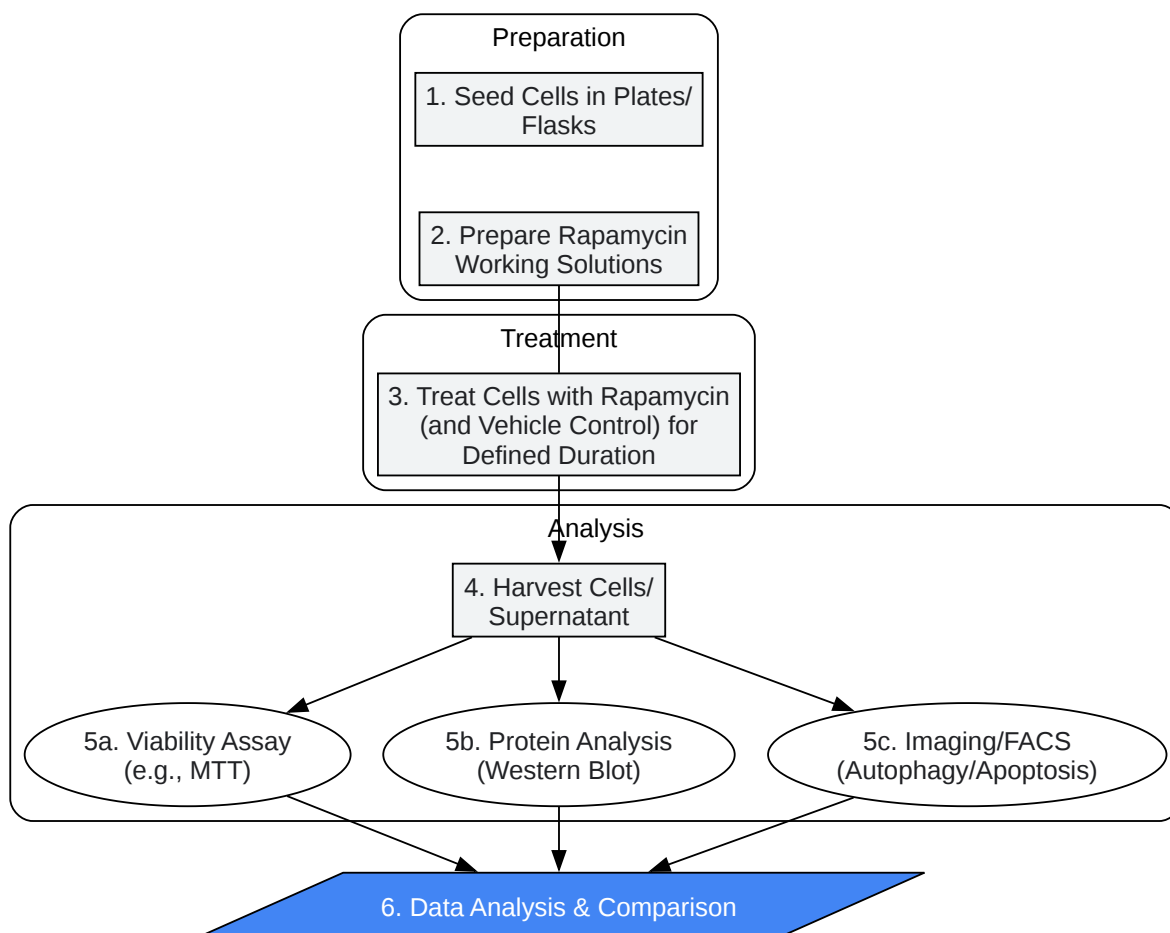 Preparation
1. Seed Cells in Plates/
Flasks
2. Prepare Rapamycin
Working Solutions
Treatment
3. Treat Cells with Rapamycin
(and Vehicle Control) for
Defined Duration
Analysis
4. Harvest Cells/
Supernatant
5a. Viability Assay
(e.g., MTT)
5b. Protein Analysis
(Western Blot)
5c. Imaging/FACS
(Autophagy/Apoptosis)
6. Data Analysis & Comparison